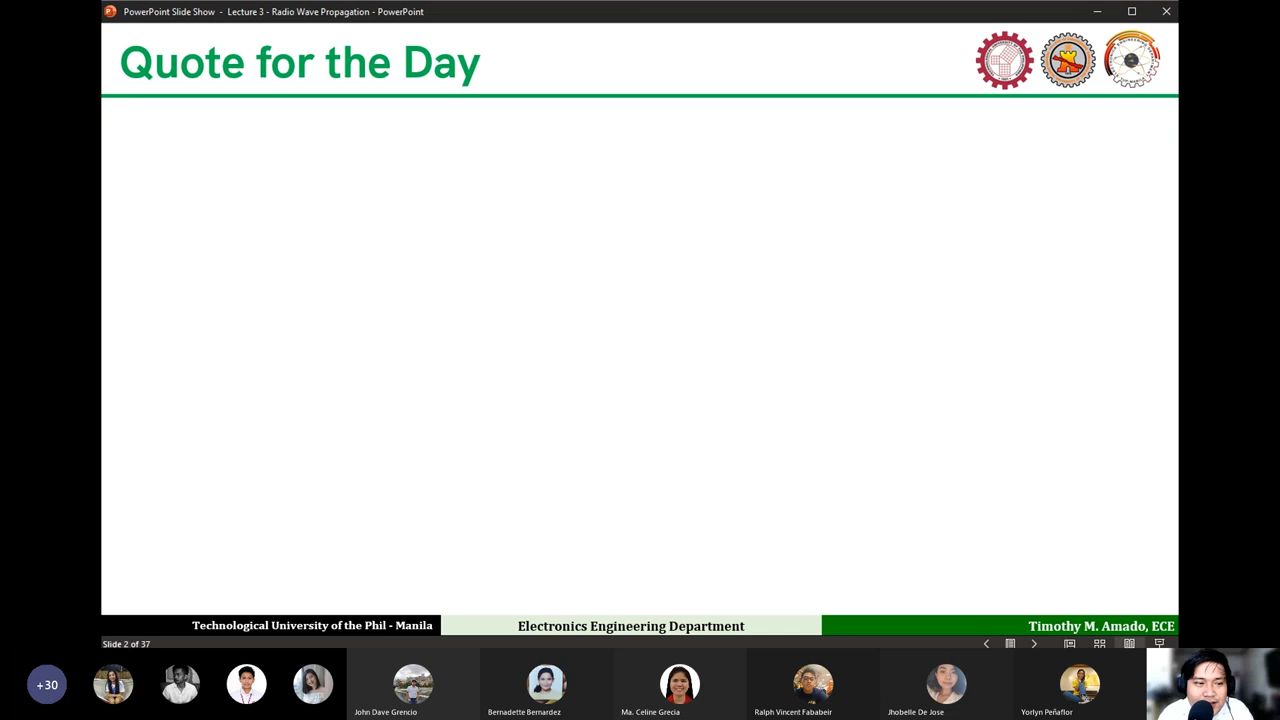 PowerPoint Slide Show - Lecture 3 - Radio Wave Propagation - PowerPoint
Quote for the Day
Technological University of the Phil - Manila
Electronics Engineering Department
Timothy M. Amado, ECE
Slide 2 of 37
+30
John Dave Grencio
Bernadette Bernardez
Ma. Celine Grecia
Ralph Vincent Fababeir
Jhobelle De Jose
Yorlyn Peñaflor